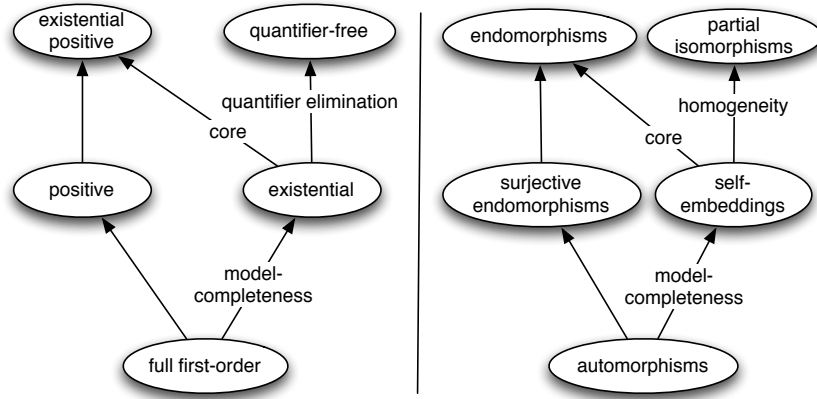 existential
positive
quantifier-free
quantifier elimination
core
positive
existential
model-
completeness
full first-order
endomorphisms
partial
isomorphisms
homogeneity
core
surjective
endomorphisms
self-
embeddings
model-
completeness
automorphisms